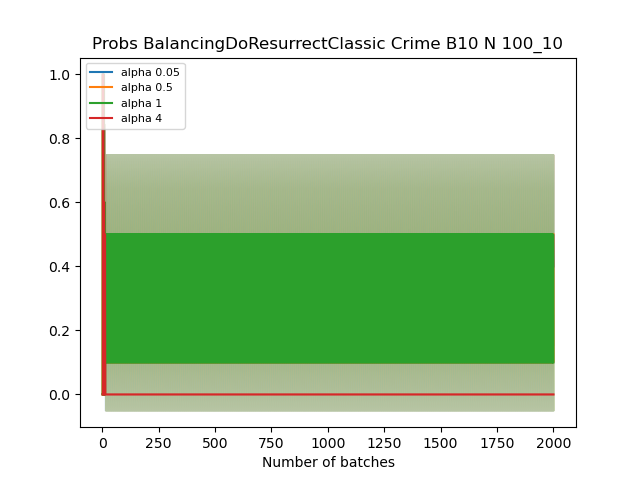 Probs BalancingDoResurrectClassic Crime B10 N 100_10
alpha 0.05
alpha 0.5
alpha 1
alpha 4
1.0
0.8
0.6
0.4
0.2
0.0
0 250 500 750 1000 1250 1500 1750 2000
Number of batches